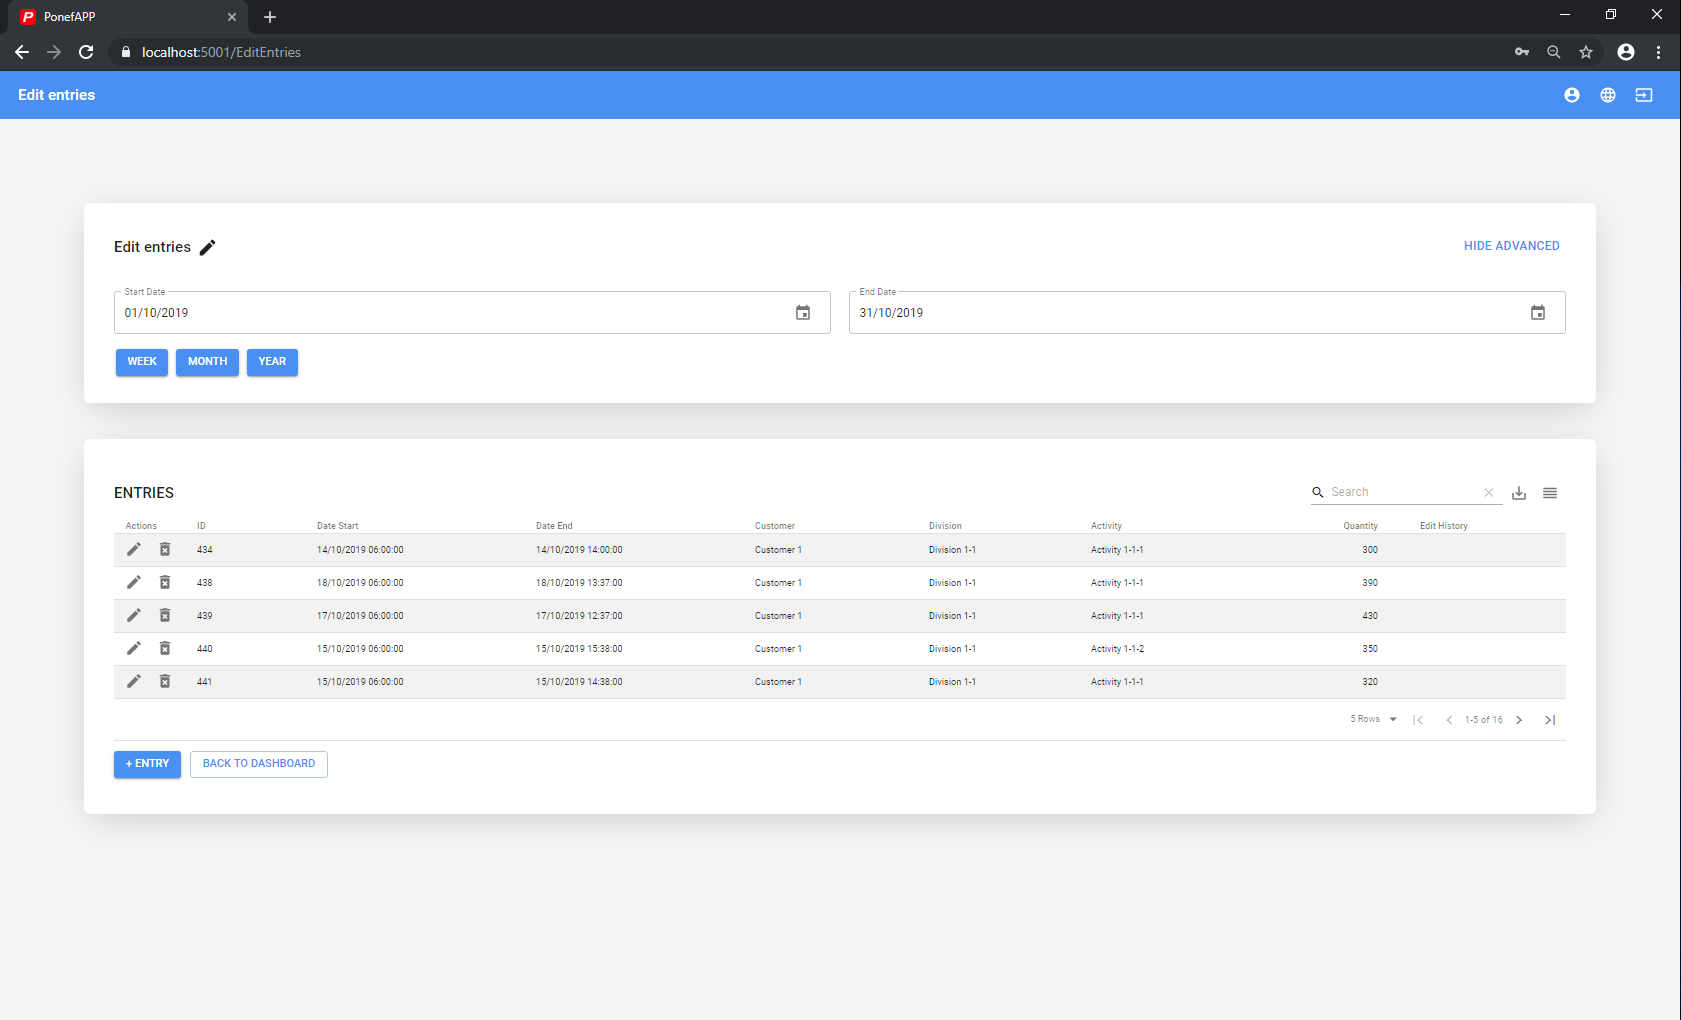 PonefAPP
localhost:5001/EditEntries
Edit entries
Edit entries
HIDE ADVANCED
Start Date
01/10/2019
End Date
31/10/2019
WEEK MONTH YEAR
ENTRIES
Search
Actions ID Date Start Date End Customer Division Activity Quantity Edit History
434 14/10/2019 06:00:00 14/10/2019 14:00:00 Customer 1 Division 1-1 Activity 1-1-1 300
438 18/10/2019 06:00:00 18/10/2019 13:37:00 Customer 1 Division 1-1 Activity 1-1-1 390
439 17/10/2019 06:00:00 17/10/2019 12:37:00 Customer 1 Division 1-1 Activity 1-1-1 430
440 15/10/2019 06:00:00 15/10/2019 15:38:00 Customer 1 Division 1-1 Activity 1-1-2 350
441 15/10/2019 06:00:00 15/10/2019 14:38:00 Customer 1 Division 1-1 Activity 1-1-1 320
5 Rows 1-5 of 16
+ ENTRY BACK TO DASHBOARD